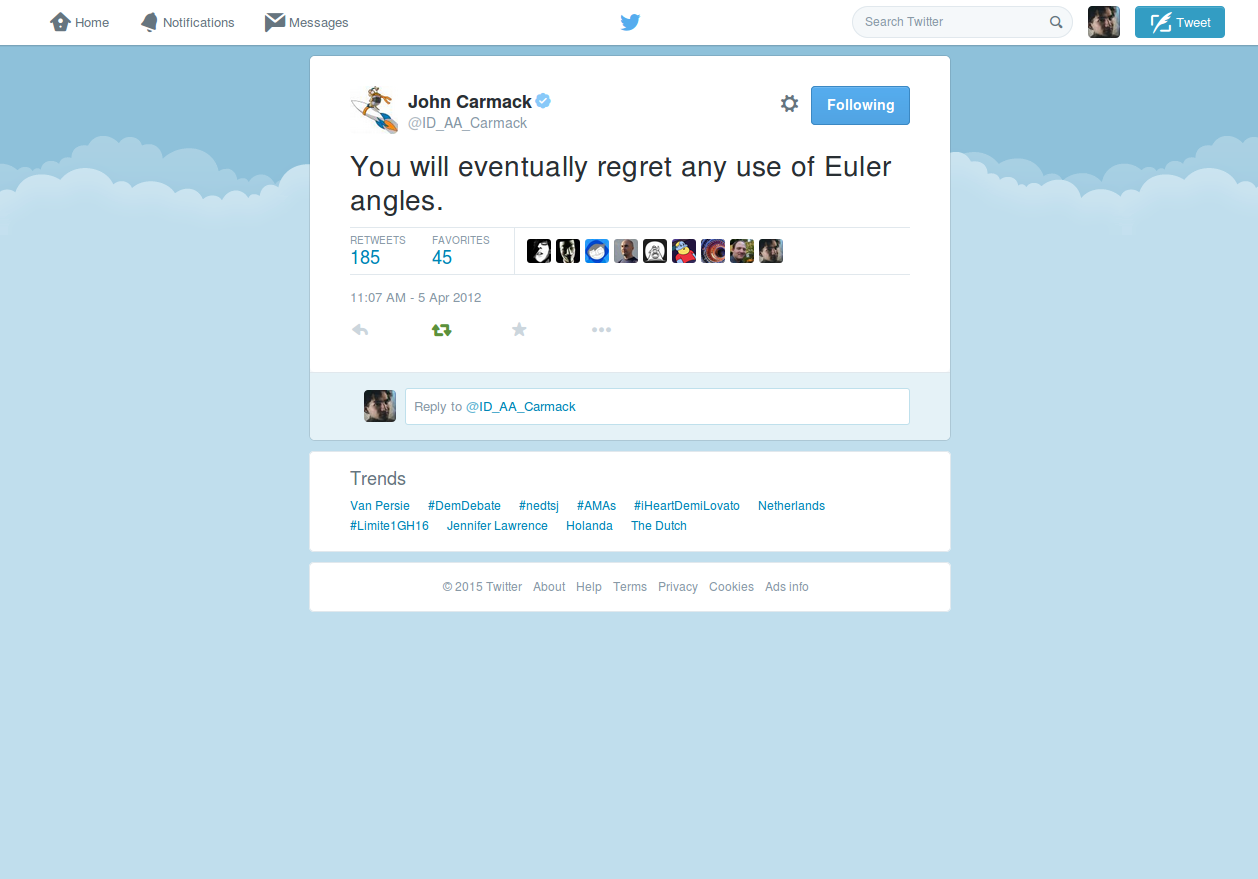 Home Notifications Messages Search Twitter Tweet
John Carmack
@ID_AA_Carmack
Following
You will eventually regret any use of Euler
angles.
RETWEETS FAVORITES
185 45
11:07 AM - 5 Apr 2012
Reply to @ID_AA_Carmack
Trends
Van Persie #DemDebate #nedtsj #AMAs #iHeartDemiLovato Netherlands
#Limite1GH16 Jennifer Lawrence Holanda The Dutch
© 2015 Twitter About Help Terms Privacy Cookies Ads info